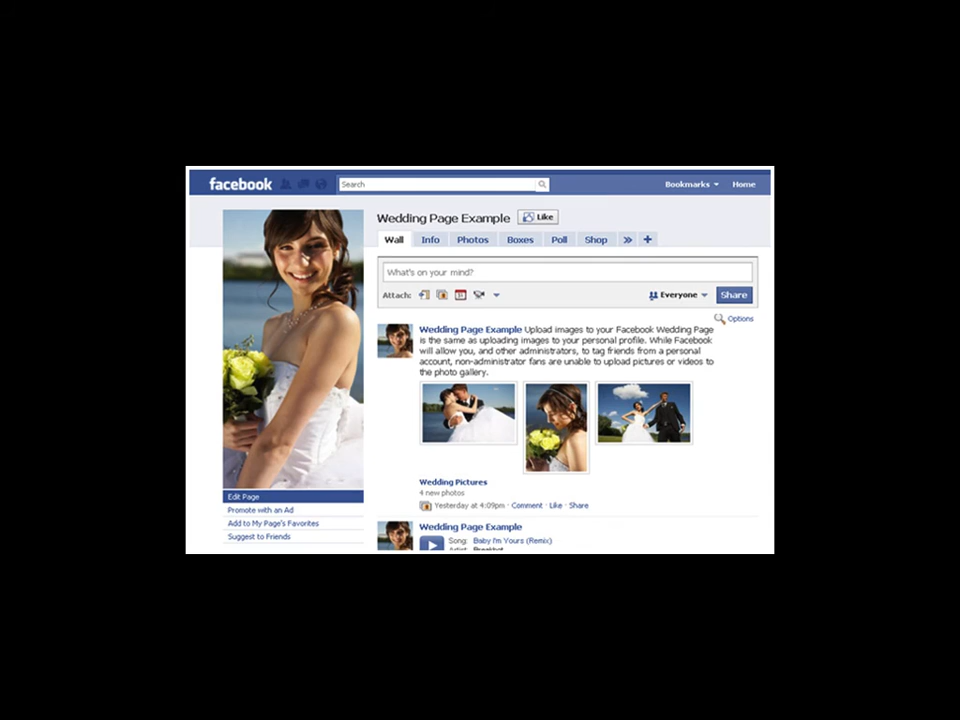 facebook
Search
Bookmarks
Home
Wedding Page Example
Like
Wall Info Photos Boxes Poll Shop » +
What's on your mind?
Attach:
31
Everyone
Share
Options
Wedding Page Example Upload images to your Facebook Wedding Page
is the same as uploading images to your personal profile. While Facebook
will allow you, and other administrators, to tag friends from a personal
account, non-administrator fans are unable to upload pictures or videos to
the photo gallery.
Wedding Pictures
4 new photos
Yesterday at 4:09pm · Comment · Like · Share
Edit Page
Promote with an Ad
Add to My Page's Favorites
Suggest to Friends
Wedding Page Example
Song: Baby I'm Yours (Remix)
Artist: Breakbot